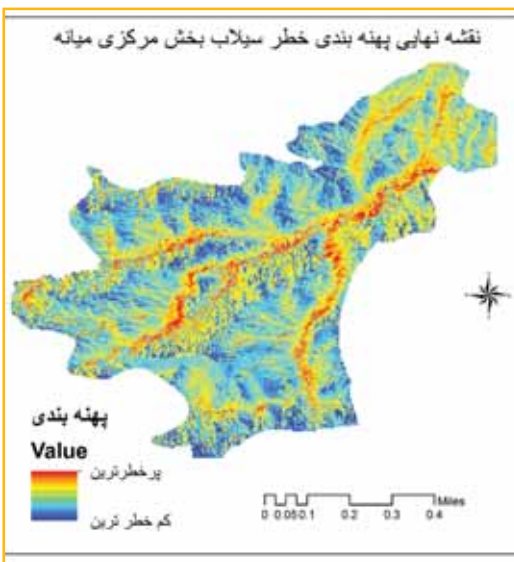 نقشه نهایی پهنه بندی خطر سیلاب بخش مرکزی میانه
پهنه بندی
Value
پرخطرترین
کم خطر ترین
0 0.050.1 0.2 0.3 0.4
Miles